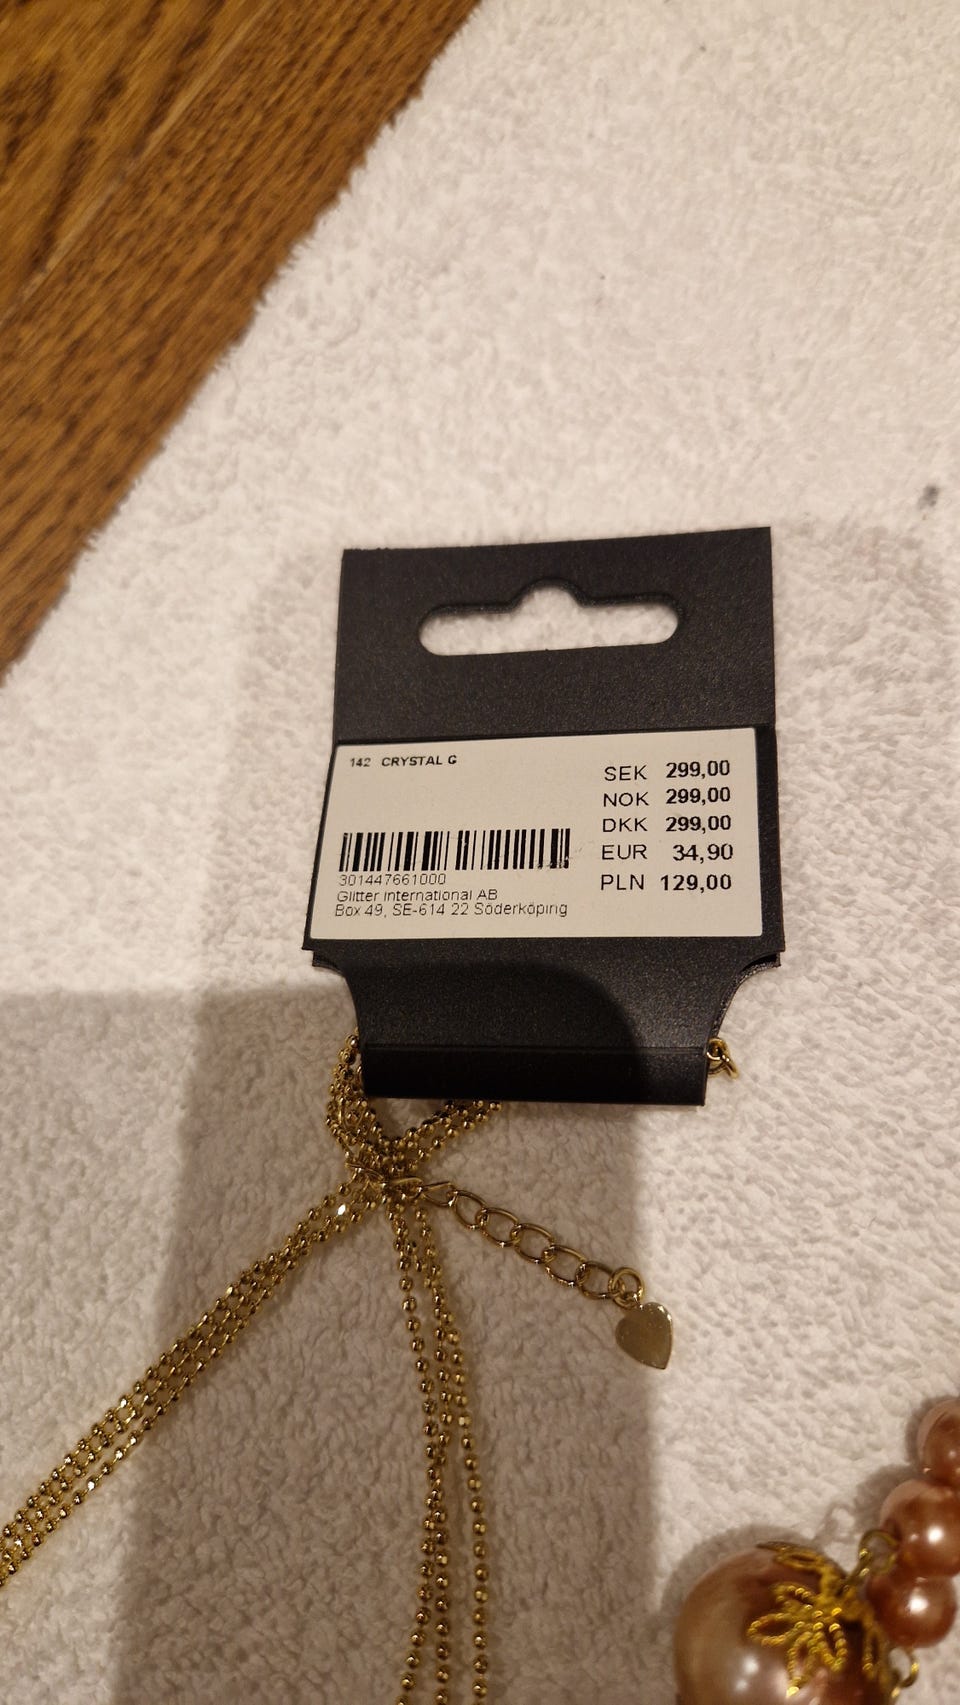 142 CRYSTAL G
SEK 299,00
NOK 299,00
DKK 299,00
EUR 34,90
PLN 129,00
301447661000
Glitter International AB
Box 49, SE-614 22 Söderköping